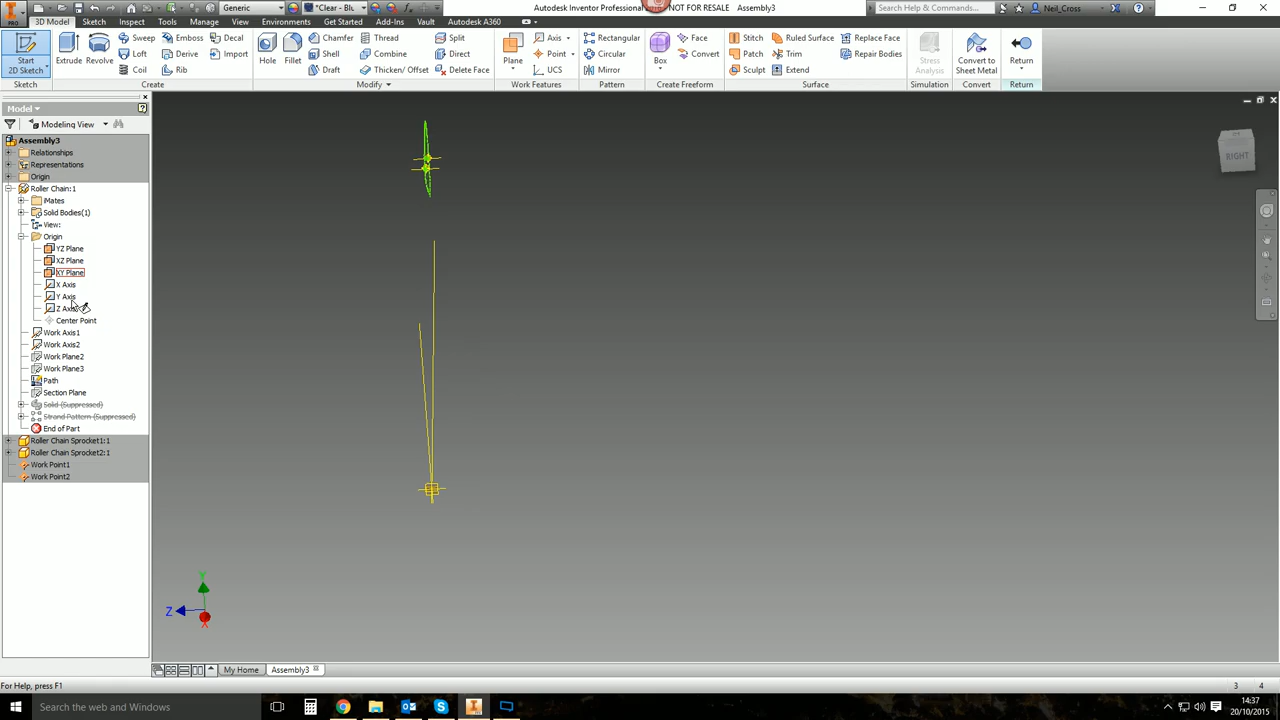 Generic
*Clear - BL
Autodesk Inventor Professional
NOT FOR RESALE Assembly3
Search Help & Commands...
Neil_Cross
PRO
3D Model
Sketch
Inspect
Tools
Manage
View
Environments
Get Started
Add-Ins
Vault
Autodesk A360
Start
2D Sketch
Sketch
Extrude
Revolve
Sweep
Loft
Coil
Emboss
Derive
Rib
Decal
Import
Create
Hole
Fillet
Chamfer
Shell
Draft
Thread
Combine
Thicken/ Offset
Split
Direct
Delete Face
Modify
Plane
Axis
Point
UCS
Work Features
Rectangular
Circular
Mirror
Pattern
Box
Face
Convert
Create Freeform
Stitch
Patch
Sculpt
Ruled Surface
Trim
Extend
Replace Face
Repair Bodies
Surface
Stress
Analysis
Simulation
Convert to
Sheet Metal
Convert
Return
Return
Model
Modeling View
Assembly3
Relationships
Representations
Origin
Roller Chain:1
iMates
Solid Bodies(1)
View:
Origin
YZ Plane
XZ Plane
XY Plane
X Axis
Y Axis
Z Axis
Center Point
Work Axis1
Work Axis2
Work Plane2
Work Plane3
Path
Section Plane
Solid (Suppressed)
Strand Pattern (Suppressed)
End of Part
Roller Chain Sprocket1:1
Roller Chain Sprocket2:1
Work Point1
Work Point2
RIGHT
Y
Z
X
My Home
Assembly3
For Help, press F1
3
4
Search the web and Windows
14:37
20/10/2015